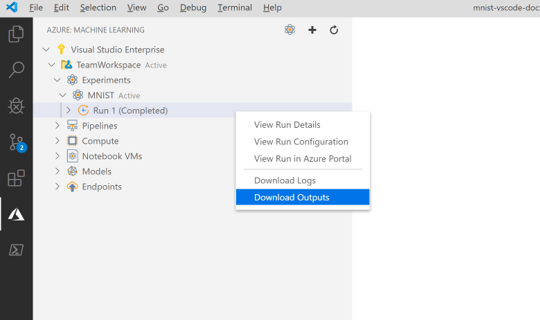 File Edit Selection View Go Debug Terminal Help mnist-vscode-doc
AZURE: MACHINE LEARNING
Visual Studio Enterprise
TeamWorkspace Active
Experiments
MNIST Active
Run 1 (Completed)
Pipelines
Compute
Notebook VMs
Models
Endpoints
2
View Run Details
View Run Configuration
View Run in Azure Portal
Download Logs
Download Outputs